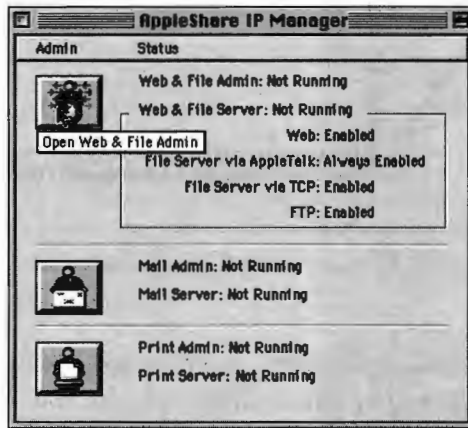 AppleShare IP Manager
Admin Status
Web & File Admin: Not Running
Web & File Server: Not Running
Open Web & File Admin
Web: Enabled
File Server via AppleTalk: Always Enabled
File Server via TCP: Enabled
FTP: Enabled
Mail Admin: Not Running
Mail Server: Not Running
Print Admin: Not Running
Print Server: Not Running